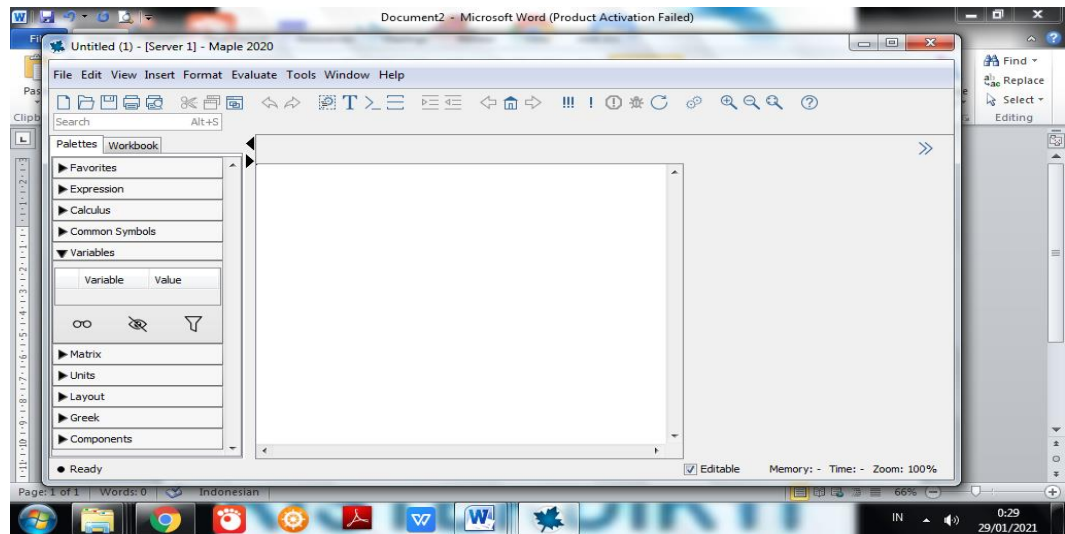 Document2 - Microsoft Word (Product Activation Failed)
Untitled (1) - [Server 1] - Maple 2020
File Edit View Insert Format Evaluate Tools Window Help
Find
Replace
Select
Editing
Search Alt+S
Palettes Workbook
Favorites
Expression
Calculus
Common Symbols
Variables
Variable Value
Matrix
Units
Layout
Greek
Components
Ready
Editable Memory: - Time: - Zoom: 100%
Page: 1 of 1 Words: 0 Indonesian 66%
IN 0:29
29/01/2021